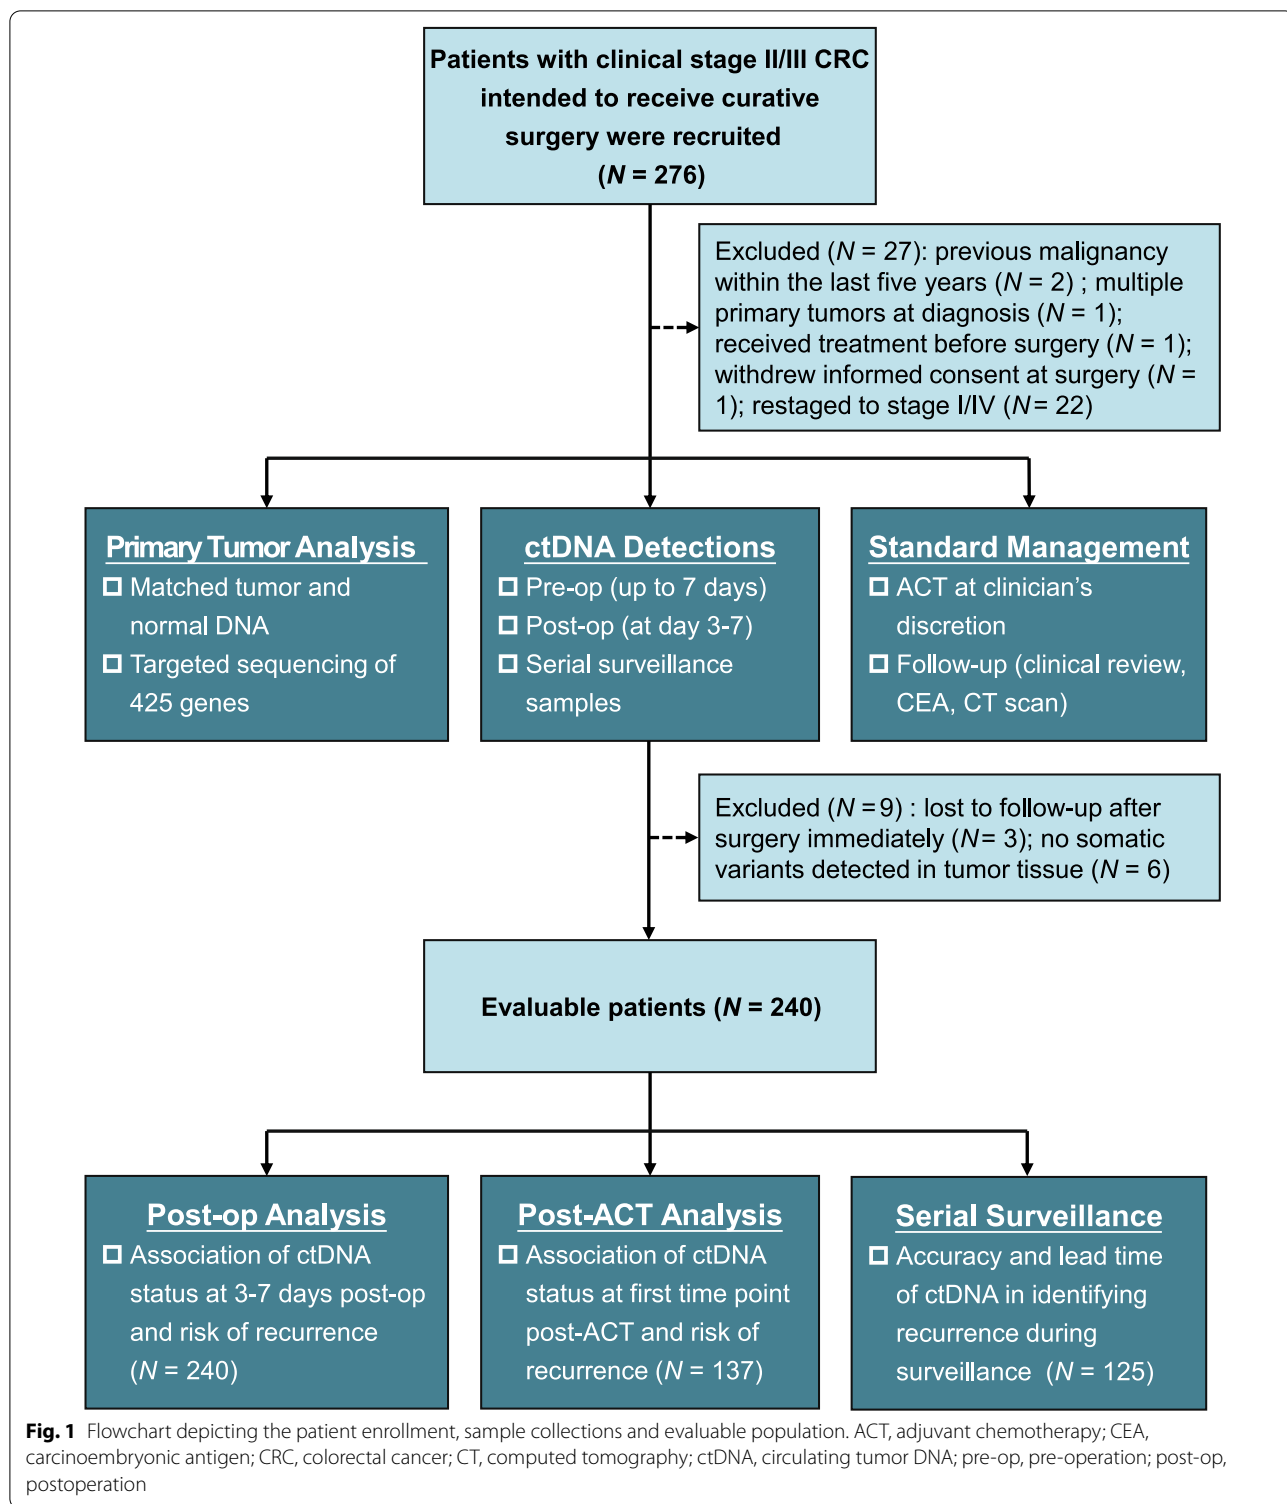 Patients with clinical stage II/III CRC
intended to receive curative
surgery were recruited
(N = 276)
Excluded (N = 27): previous malignancy
within the last five years (N = 2) ; multiple
primary tumors at diagnosis (N = 1);
received treatment before surgery (N = 1);
withdrew informed consent at surgery (N =
1); restaged to stage I/IV (N = 22)
Primary Tumor Analysis
Matched tumor and
normal DNA
Targeted sequencing of
425 genes
ctDNA Detections
Pre-op (up to 7 days)
Post-op (at day 3-7)
Serial surveillance
samples
Standard Management
ACT at clinician's
discretion
Follow-up (clinical review,
CEA, CT scan)
Excluded (N = 9) : lost to follow-up after
surgery immediately (N = 3); no somatic
variants detected in tumor tissue (N = 6)
Evaluable patients (N = 240)
Post-op Analysis
Association of ctDNA
status at 3-7 days post-op
and risk of recurrence
(N = 240)
Post-ACT Analysis
Association of ctDNA
status at first time point
post-ACT and risk of
recurrence (N = 137)
Serial Surveillance
Accuracy and lead time
of ctDNA in identifying
recurrence during
surveillance (N = 125)
Fig. 1 Flowchart depicting the patient enrollment, sample collections and evaluable population. ACT, adjuvant chemotherapy; CEA,
carcinoembryonic antigen; CRC, colorectal cancer; CT, computed tomography; ctDNA, circulating tumor DNA; pre-op, pre-operation; post-op,
postoperation